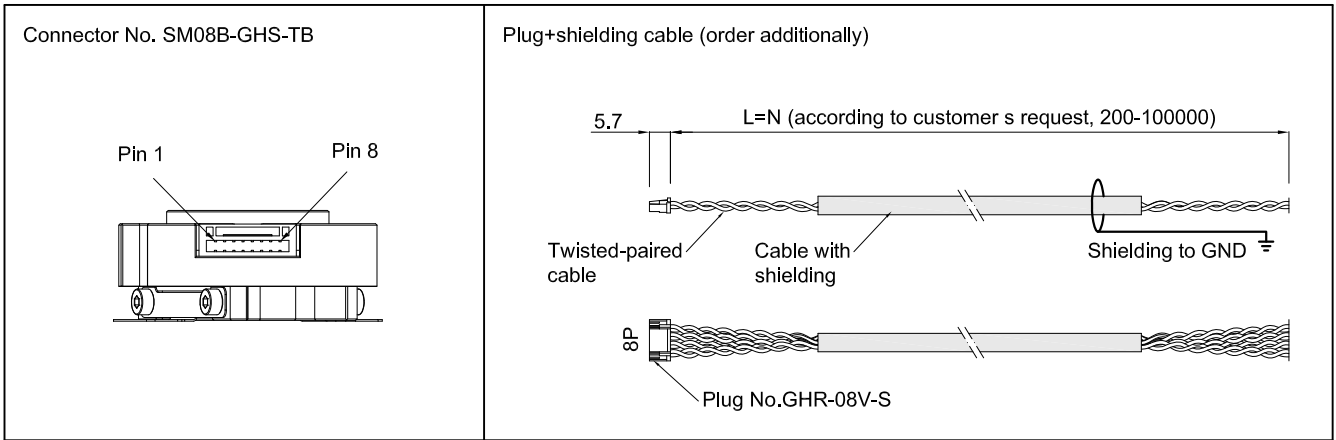 Connector No. SM08B-GHS-TB
Pin 1
Pin 8
Plug+shielding cable (order additionally)
5.7
L=N (according to customer s request, 200-100000)
Twisted-paired
cable
Cable with
shielding
Shielding to GND
8P
Plug No.GHR-08V-S